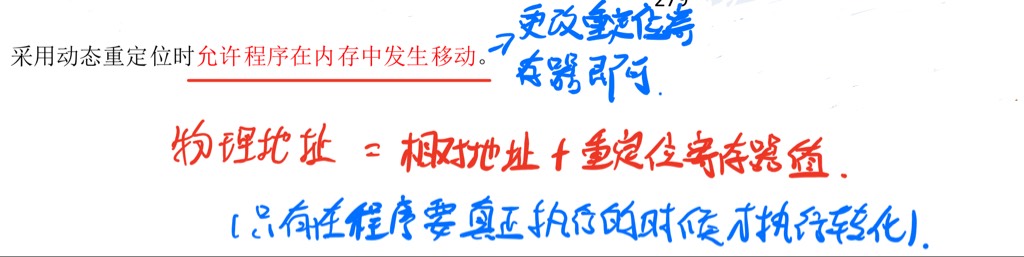 279
采用动态重定位时允许程序在内存中发生移动。→更改重定位寄
存器即可.
物理地址 = 相对地址 + 重定位寄存器值.
(只有在程序要真正执行的时候才执行转化).